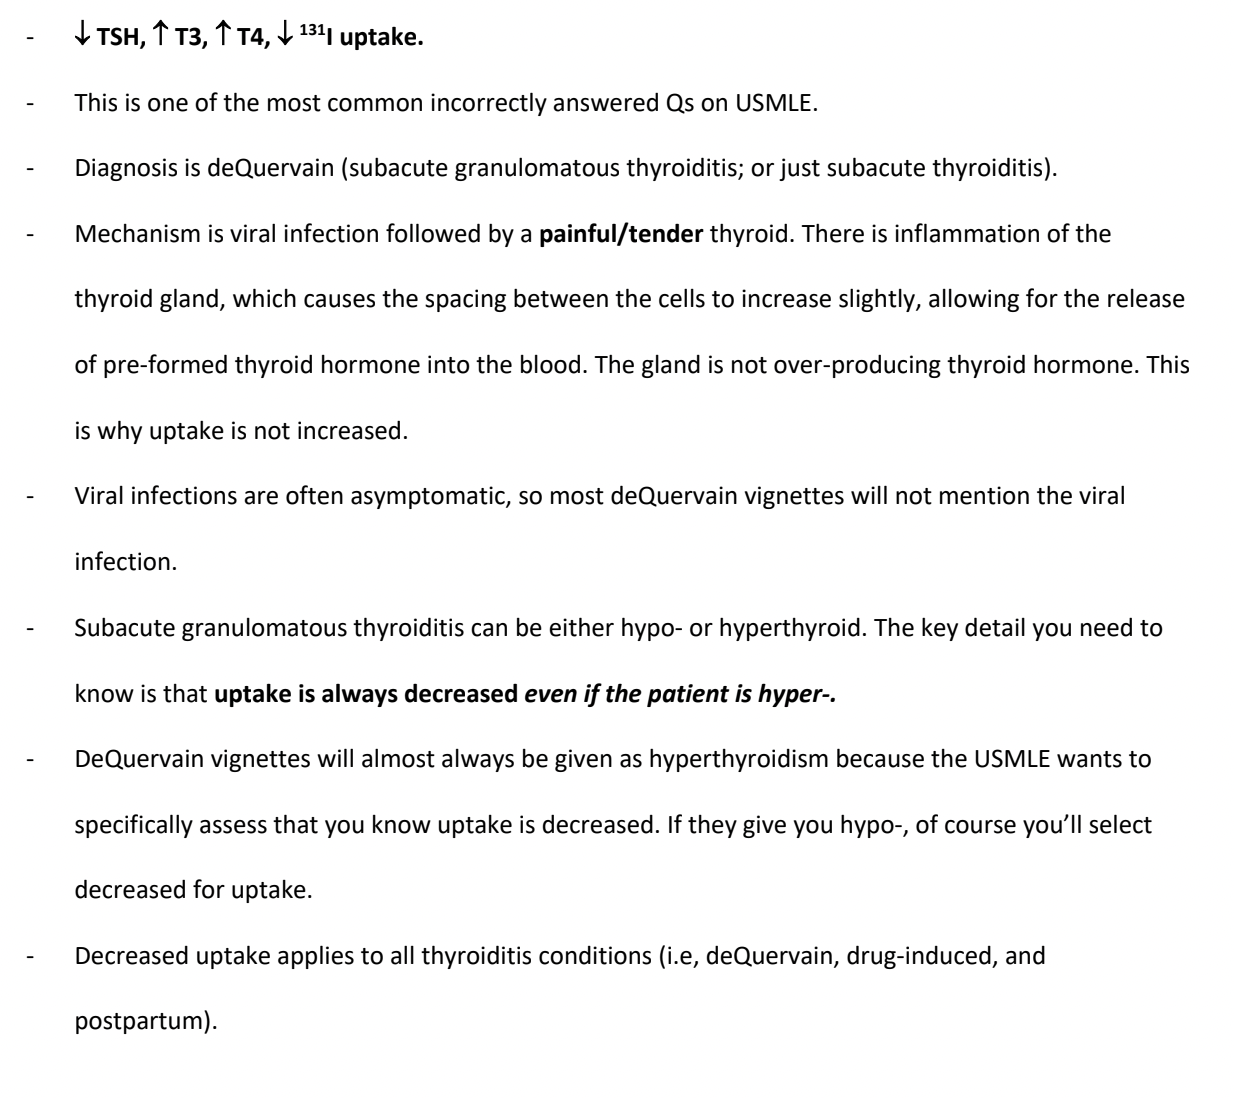 - ↓ TSH, ↑ T3, ↑ T4, ↓ ¹³¹I uptake.
- This is one of the most common incorrectly answered Qs on USMLE.
- Diagnosis is deQuervain (subacute granulomatous thyroiditis; or just subacute thyroiditis).
- Mechanism is viral infection followed by a painful/tender thyroid. There is inflammation of the
thyroid gland, which causes the spacing between the cells to increase slightly, allowing for the release
of pre-formed thyroid hormone into the blood. The gland is not over-producing thyroid hormone. This
is why uptake is not increased.
- Viral infections are often asymptomatic, so most deQuervain vignettes will not mention the viral
infection.
- Subacute granulomatous thyroiditis can be either hypo- or hyperthyroid. The key detail you need to
know is that uptake is always decreased even if the patient is hyper-.
- DeQuervain vignettes will almost always be given as hyperthyroidism because the USMLE wants to
specifically assess that you know uptake is decreased. If they give you hypo-, of course you’ll select
decreased for uptake.
- Decreased uptake applies to all thyroiditis conditions (i.e, deQuervain, drug-induced, and
postpartum).